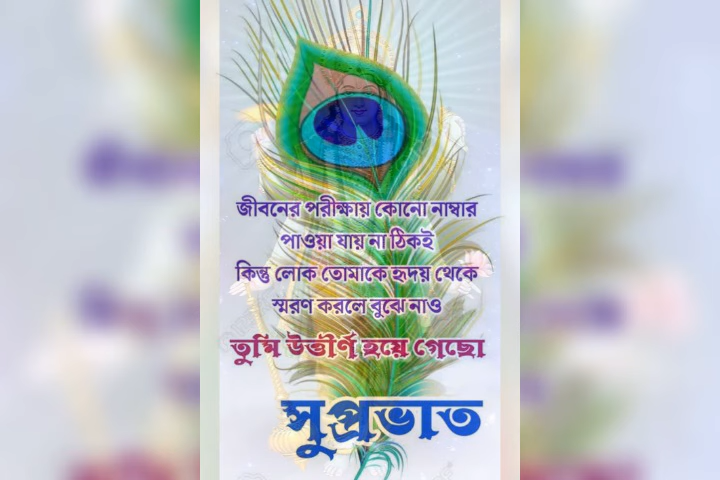 জীবনের পরীক্ষায় কোনো নাম্বার
পাওয়া যায় না ঠিকই
কিন্তু লোক তোমাকে হৃদয় থেকে
স্মরণ করলে বুঝে নাও
তুমি উত্তীর্ণ হয়ে গেছো
সুপ্রভাত